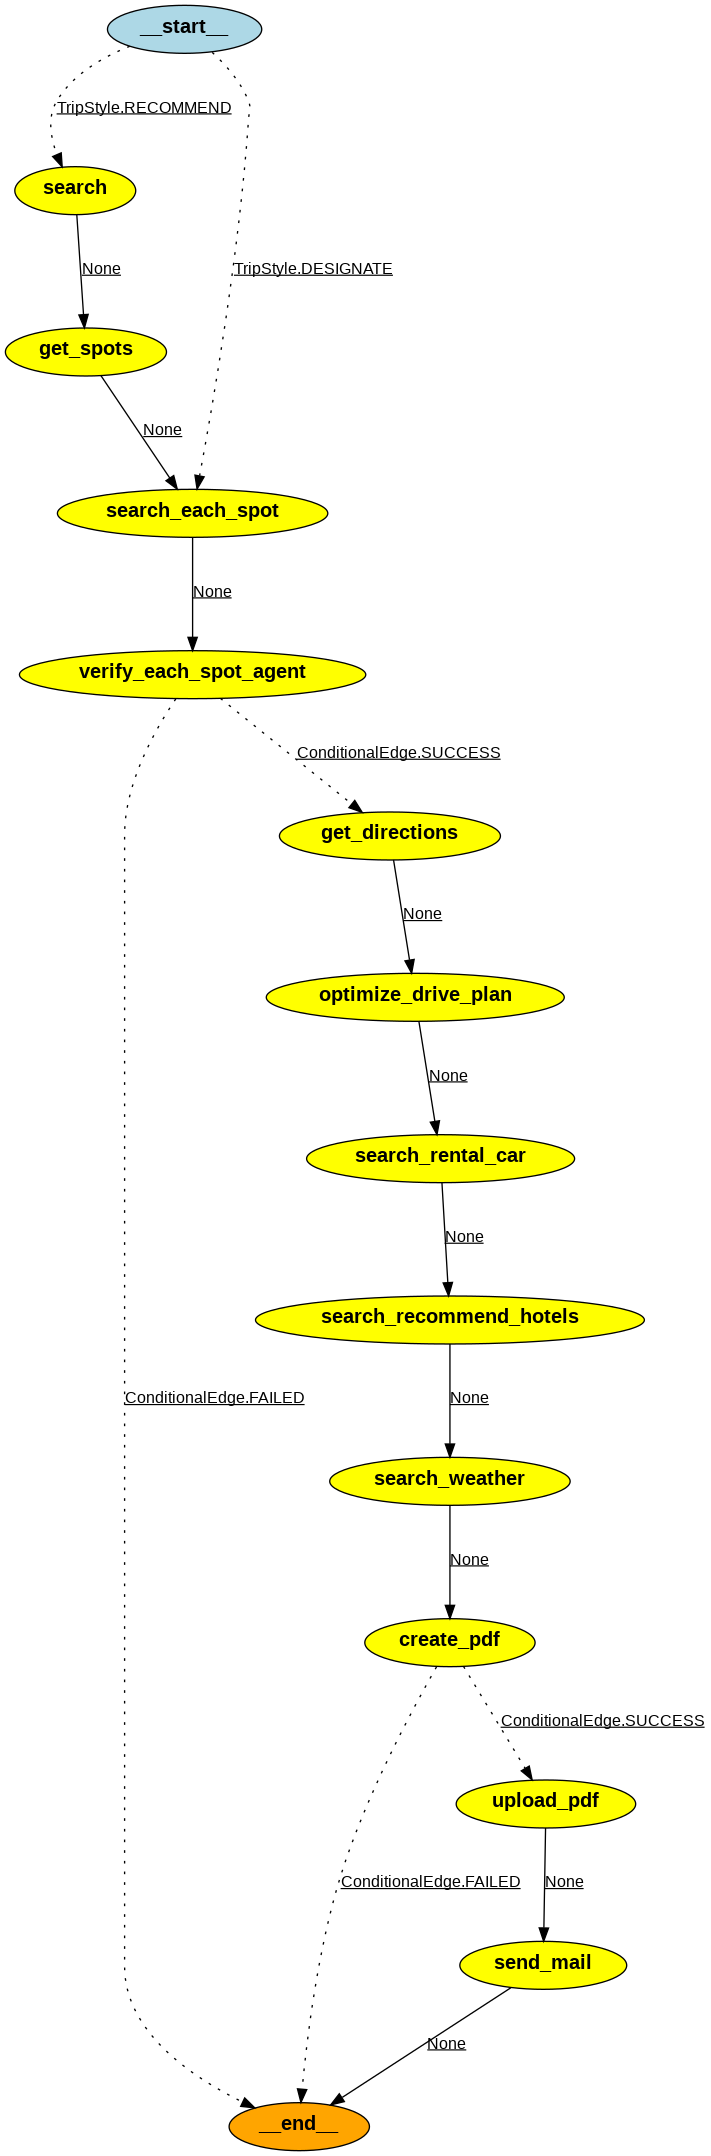 __start__
TripStyle.RECOMMEND
search
None
TripStyle.DESIGNATE
get_spots
None
search_each_spot
None
verify_each_spot_agent
ConditionalEdge.SUCCESS
get_directions
None
optimize_drive_plan
None
search_rental_car
None
search_recommend_hotels
ConditionalEdge.FAILED
None
search_weather
None
create_pdf
ConditionalEdge.SUCCESS
upload_pdf
ConditionalEdge.FAILED
None
send_mail
None
__end__